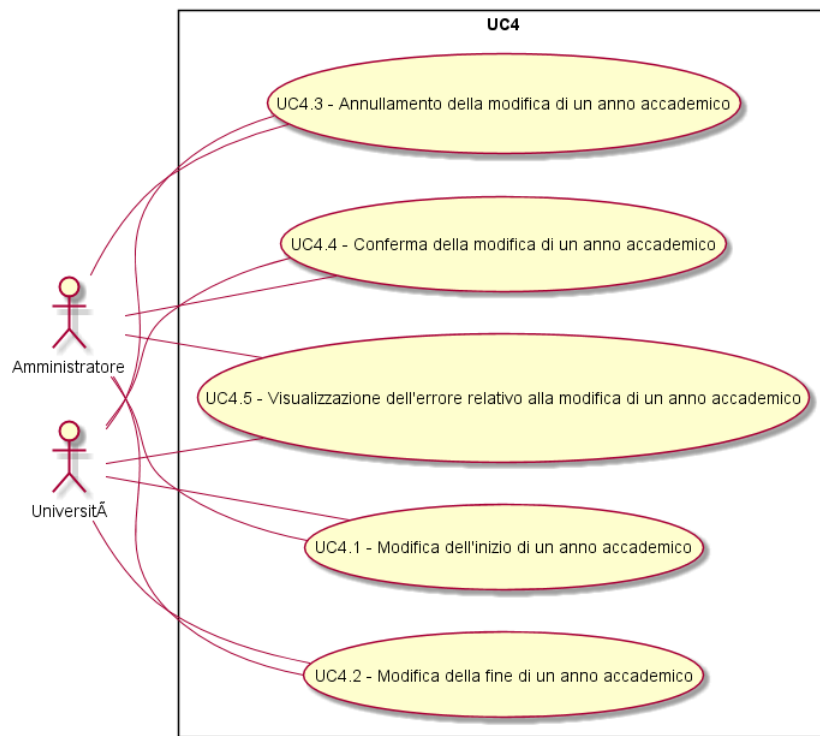 UC4
UC4.3 - Annullamento della modifica di un anno accademico
UC4.4 - Conferma della modifica di un anno accademico
Amministratore
UC4.5 - Visualizzazione dell'errore relativo alla modifica di un anno accademico
UniversitÃ
UC4.1 - Modifica dell'inizio di un anno accademico
UC4.2 - Modifica della fine di un anno accademico